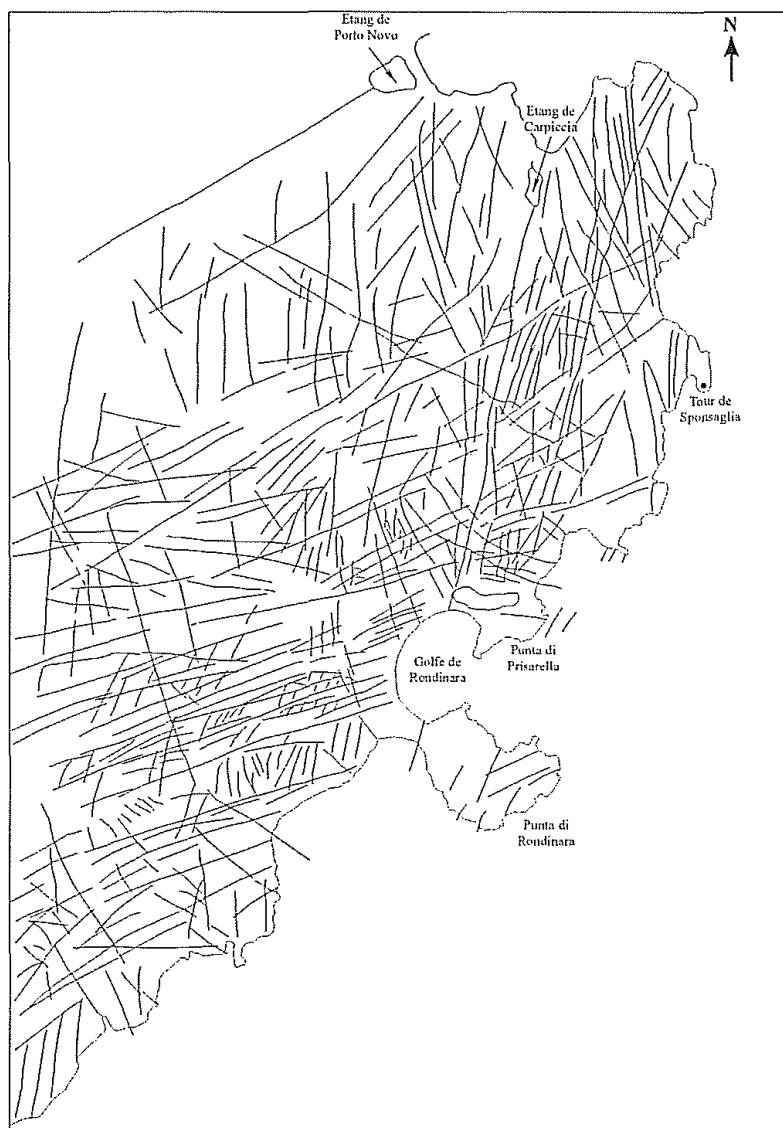 Etang de
Porto Novo
N
Etang de
Carpiccia
Tour de
Sponsaglia
Punta di
Prisarella
Golfe de
Rondinara
Punta di
Rondinara